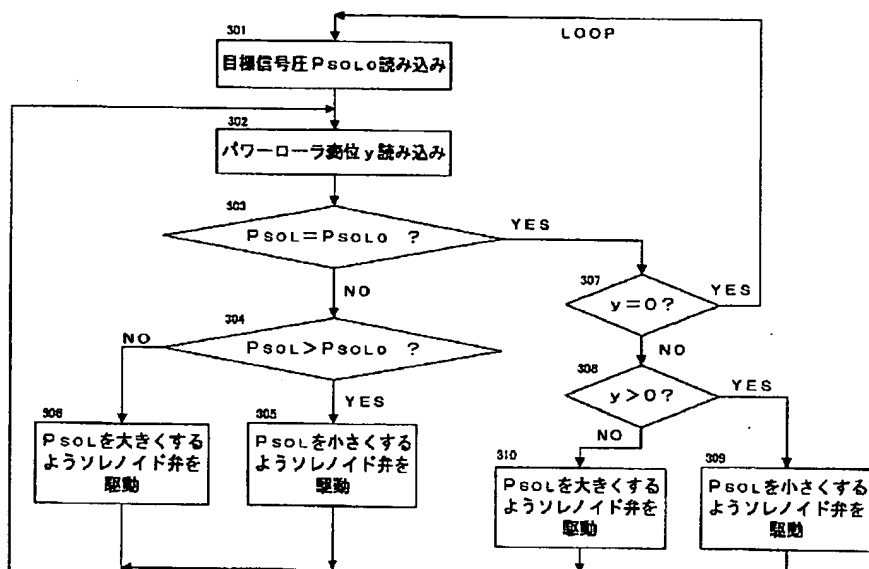 301
LOOP
目標信号圧PSOLO読み込み
302
パワーローラ変位y読み込み
303
PSOL=PSOLO ?
YES
NO
307
y=0?
YES
304
NO
PSOL>PSOLO ?
NO
308
YES
y>0?
YES
306
305
NO
PSOLを大きくする
ようソレノイド弁を
駆動
PSOLを小さくする
ようソレノイド弁を
駆動
310
309
PSOLを大きくする
ようソレノイド弁を
駆動
PSOLを小さくする
ようソレノイド弁を
駆動